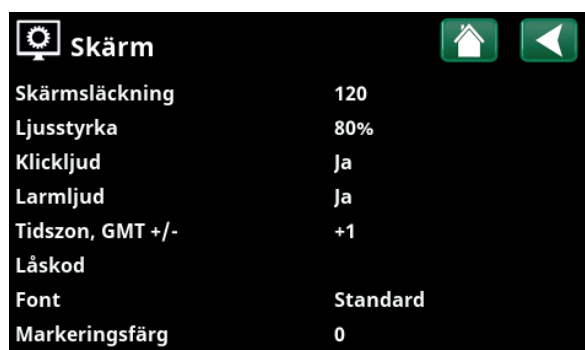 Skärm
Skärmsläckning 120
Ljusstyrka 80%
Klickljud Ja
Larmljud Ja
Tidszon, GMT +/- +1
Låskod
Font Standard
Markeringsfärg 0